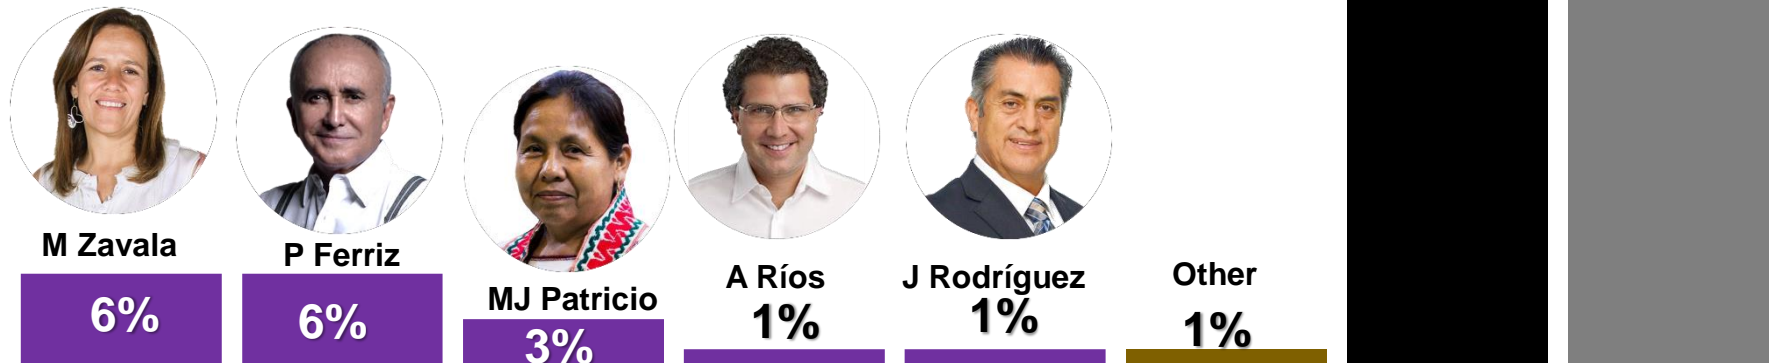 M Zavala
6%
P Ferriz
6%
MJ Patricio
3%
A Ríos
1%
J Rodríguez
1%
Other
1%